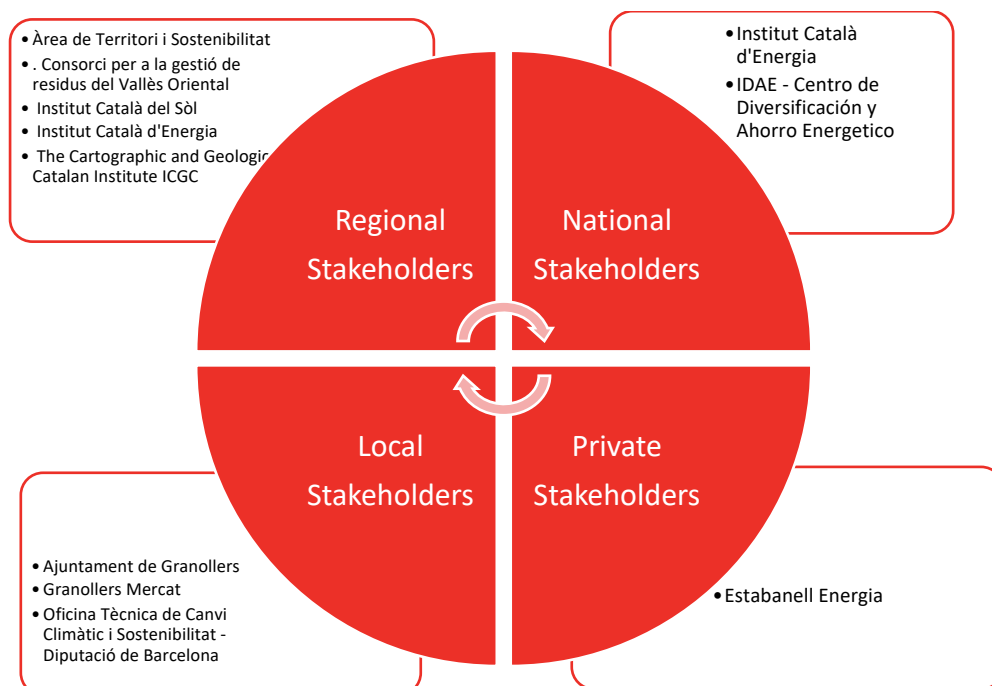 • Àrea de Territori i Sostenibilitat
• . Consorci per a la gestió de
residus del Vallès Oriental
• Institut Català del Sòl
• Institut Català d'Energia
• The Cartographic and Geologic
Catalan Institute ICGC
• Institut Català
d'Energia
• IDAE - Centro de
Diversificación y
Ahorro Energetico
Regional
Stakeholders
National
Stakeholders
Local
Stakeholders
Private
Stakeholders
• Ajuntament de Granollers
• Granollers Mercat
• Oficina Tècnica de Canvi
Climàtic i Sostenibilitat -
Diputació de Barcelona
• Estabanell Energia